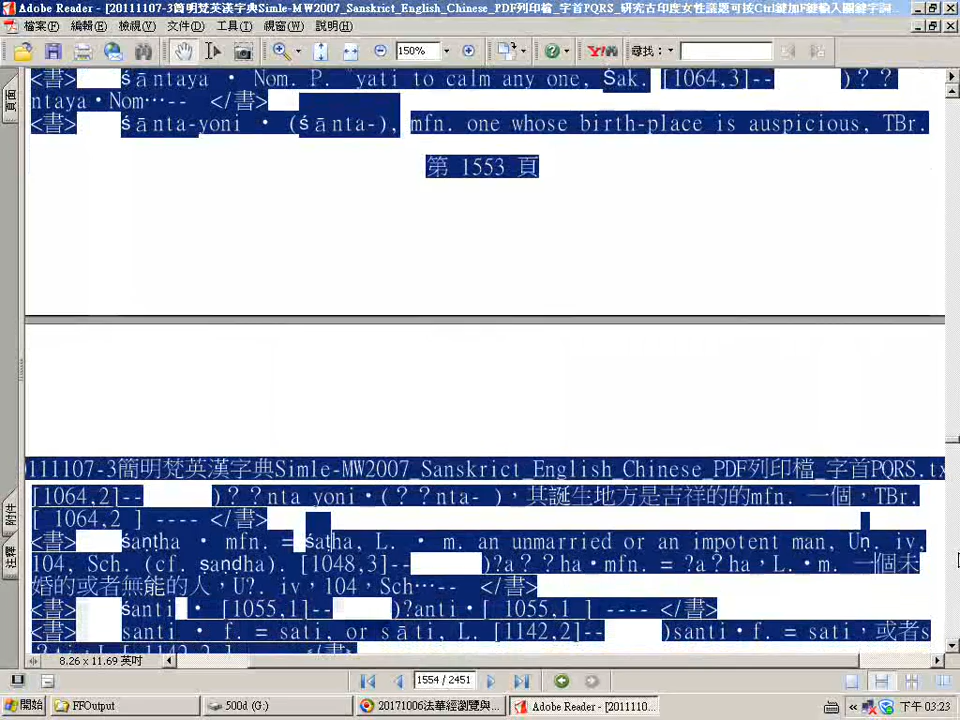 Adobe Reader - [20111107-3簡明梵英漢字典Simle-MW2007_Sanskrict_English_Chinese_PDF列印檔_字首PQRS_研究古印度女性議題可按Ctrl鍵加F鍵輸入關鍵字詞...
檔案(F) 編輯(E) 檢視(V) 文件(D) 工具(T) 視窗(W) 說明(H)
150% 尋找:
頁面
<書> śāntaya • Nom. P. °yati to calm any one, Śak. [1064,3]-- )？？
ntaya•Nom…-- </書>
<書> śānta-yoni • (śānta-), mfn. one whose birth-place is auspicious, TBr.
第 1553 頁
0111107-3簡明梵英漢字典Simle-MW2007_Sanskrict_English_Chinese_PDF列印檔_字首PQRS.tx
[1064,2]-- )？？nta yoni•(？？nta- )，其誕生地方是吉祥的的mfn. 一個，TBr.
[ 1064,2 ] ---- </書>
<書> śaṇṭha • mfn. = śaṭha, L. • m. an unmarried or an impotent man, Uṇ. iv,
104, Sch. (cf. ṣaṇḍha). [1048,3]-- )?a？？ha•mfn. = ?a？ha，L.•m. 一個未
婚的或者無能的人，U?. iv，104，Sch…-- </書>
<書> śanti • [1055,1]-- )?anti•[ 1055,1 ] ---- </書>
<書> santi • f. = sati, or sāti, L. [1142,2]-- )santi•f. = sati，或者s
附件
注釋
8.26 x 11.69 英吋
1554 / 2451
開始 FFOutput 500d (G:) 20171006法華經瀏覽與... Adobe Reader - [2011110... 下午 03:23